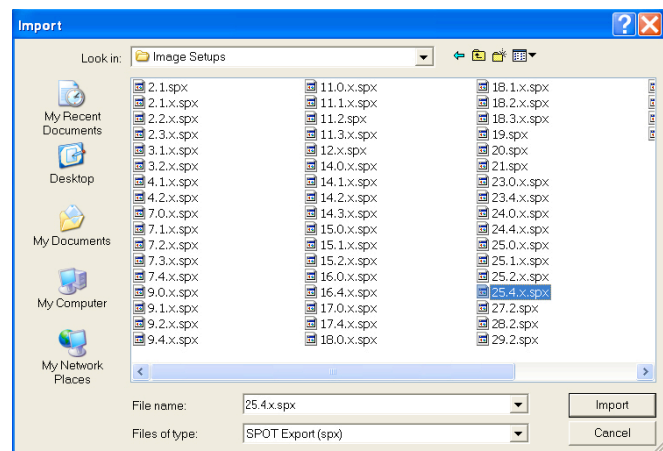 Import
Look in: Image Setups
My Recent
Documents
Desktop
My Documents
My Computer
My Network
Places
2.1.spx
2.1.x.spx
2.2.x.spx
2.3.x.spx
3.1.x.spx
3.2.x.spx
4.1.x.spx
4.2.x.spx
7.0.x.spx
7.1.x.spx
7.2.x.spx
7.3.x.spx
7.4.x.spx
9.0.x.spx
9.1.x.spx
9.2.x.spx
9.4.x.spx
11.0.x.spx
11.1.x.spx
11.2.spx
11.3.x.spx
12.x.spx
14.0.x.spx
14.1.x.spx
14.2.x.spx
14.3.x.spx
15.0.x.spx
15.1.x.spx
15.2.x.spx
16.0.x.spx
16.4.x.spx
17.0.x.spx
17.4.x.spx
18.0.x.spx
18.1.x.spx
18.2.x.spx
18.3.x.spx
19.spx
20.spx
21.spx
23.0.x.spx
23.4.x.spx
24.0.x.spx
24.4.x.spx
25.0.x.spx
25.1.x.spx
25.2.x.spx
25.4.x.spx
27.2.spx
28.2.spx
29.2.spx
File name: 25.4.x.spx Import
Files of type: SPOT Export (spx) Cancel